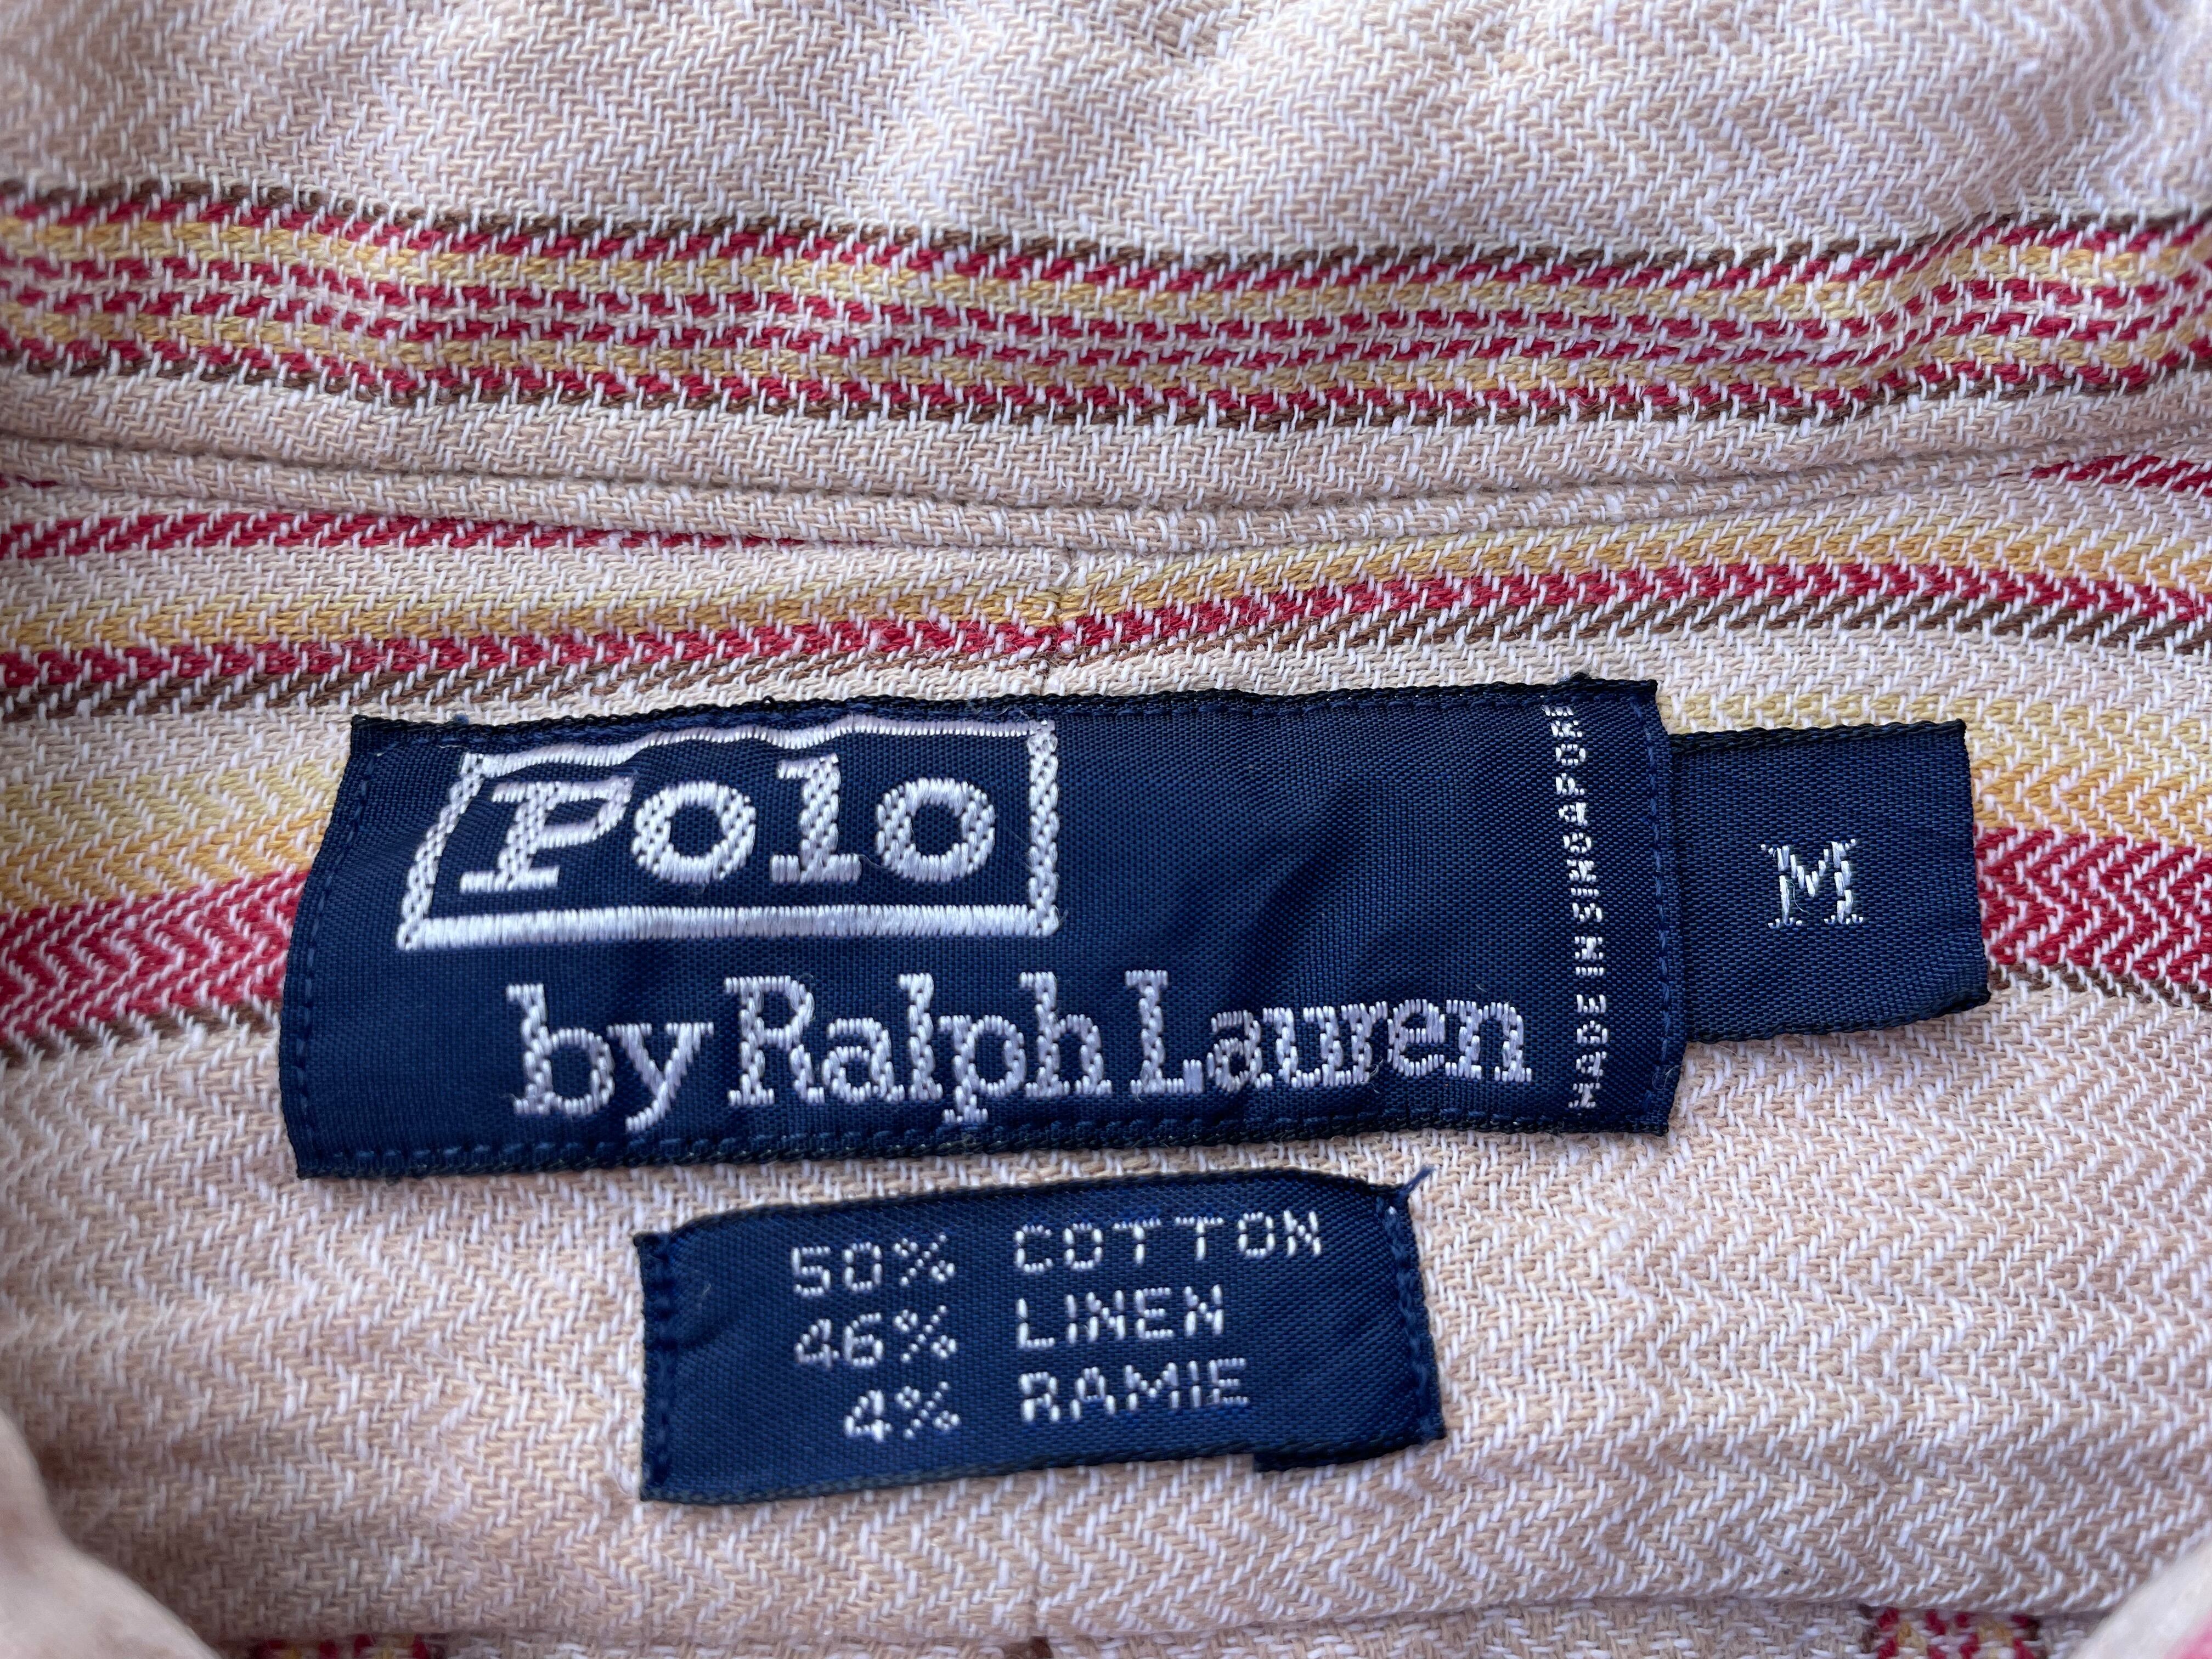 Polo
by Ralph Lauren
MADE IN SINGAPORE
M
50% COTTON
46% LINEN
4% RAMIE